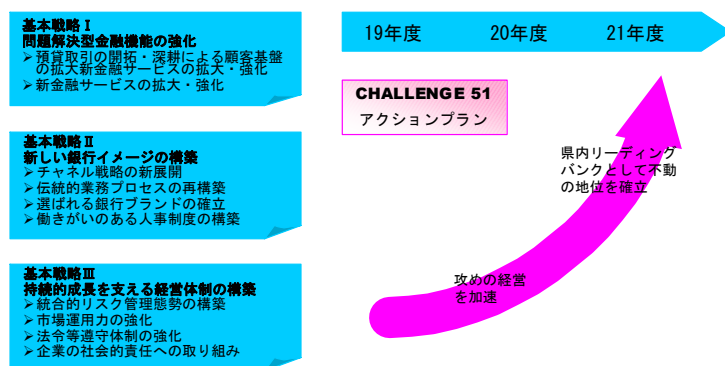 基本戦略Ⅰ
問題解決型金融機能の強化
➢預貸取引の開拓・深耕による顧客基盤
の拡大新金融サービスの拡大・強化
➢新金融サービスの拡大・強化
基本戦略Ⅱ
新しい銀行イメージの構築
➢チャネル戦略の新展開
➢伝統的業務プロセスの再構築
➢選ばれる銀行ブランドの確立
➢働きがいのある人事制度の構築
基本戦略Ⅲ
持続的成長を支える経営体制の構築
➢統合的リスク管理態勢の構築
➢市場運用力の強化
➢法令等遵守体制の強化
➢企業の社会的責任への取り組み
19年度 20年度 21年度
CHALLENGE 51
アクションプラン
県内リーディング
バンクとして不動
の地位を確立
攻めの経営
を加速